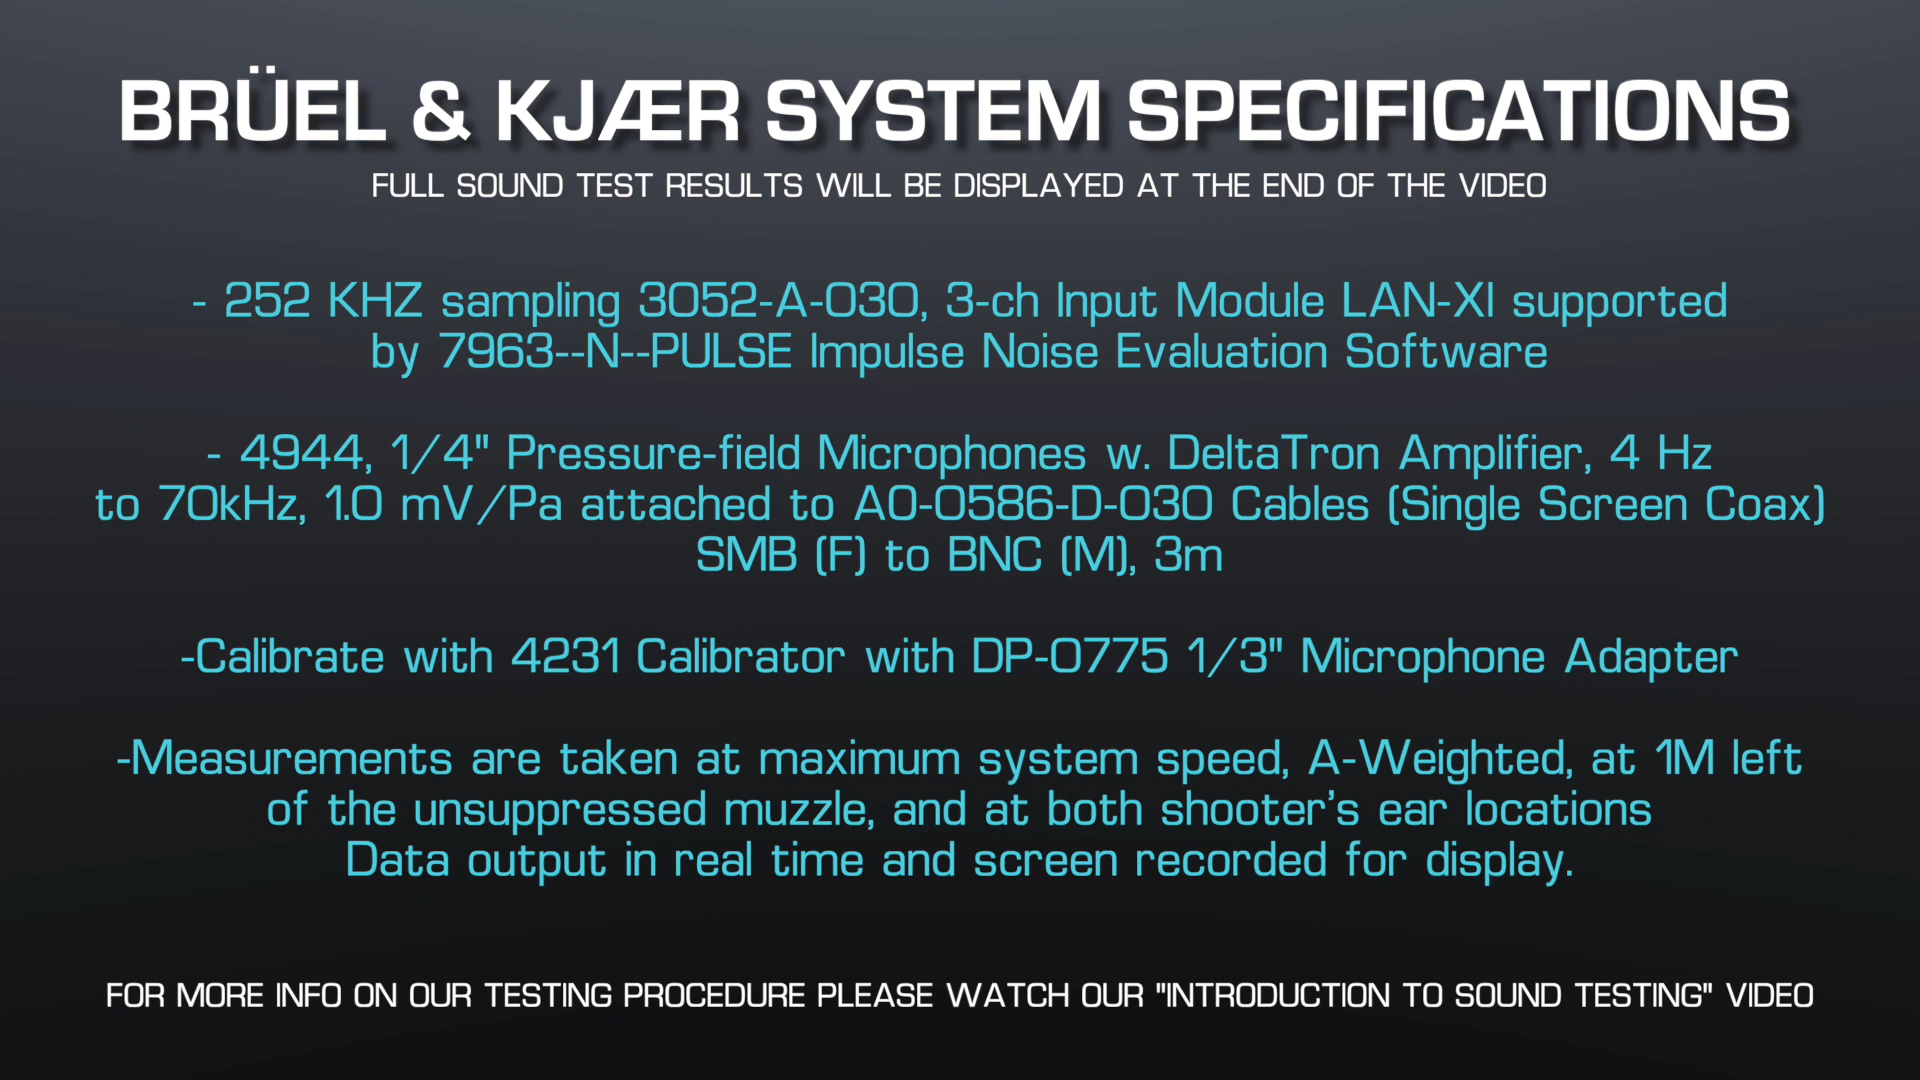 BRÜEL & KJÆR SYSTEM SPECIFICATIONS
FULL SOUND TEST RESULTS WILL BE DISPLAYED AT THE END OF THE VIDEO
- 252 KHZ sampling 3052-A-030, 3-ch Input Module LAN-XI supported
by 7963--N--PULSE Impulse Noise Evaluation Software
- 4944, 1/4" Pressure-field Microphones w. DeltaTron Amplifier, 4 Hz
to 70kHz, 1.0 mV/Pa attached to AO-0586-D-030 Cables (Single Screen Coax)
SMB (F) to BNC (M), 3m
-Calibrate with 4231 Calibrator with DP-0775 1/3" Microphone Adapter
-Measurements are taken at maximum system speed, A-Weighted, at 1M left
of the unsuppressed muzzle, and at both shooter's ear locations
Data output in real time and screen recorded for display.
FOR MORE INFO ON OUR TESTING PROCEDURE PLEASE WATCH OUR "INTRODUCTION TO SOUND TESTING" VIDEO